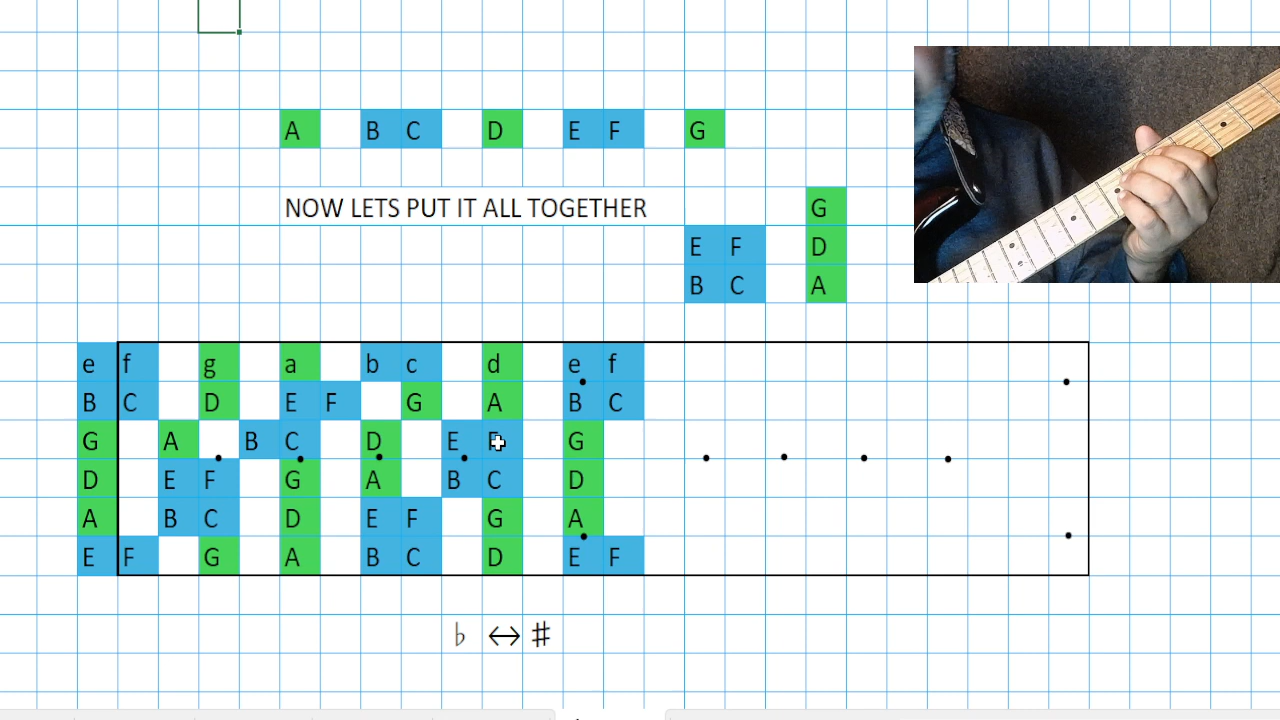 A B C D E F G
NOW LETS PUT IT ALL TOGETHER
G
E F D
B C A
e f g a b c d e f
B C D E F G A B C
G A B C D E F G
D E F G A B C D
A B C D E F G A
E F G A B C D E F
♭ ↔ ♯